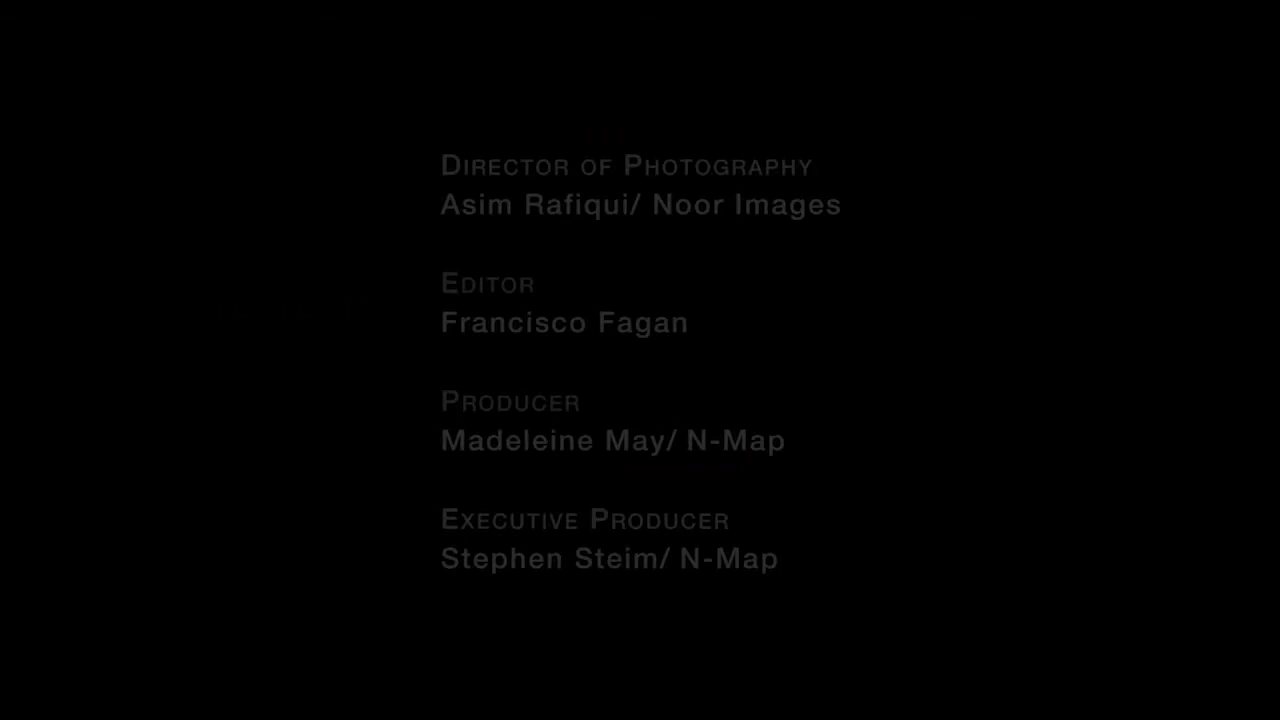 Director of Photography
Asim Rafiqui/ Noor Images
Editor
Francisco Fagan
Producer
Madeleine May/ N-Map
Executive Producer
Stephen Steim/ N-Map